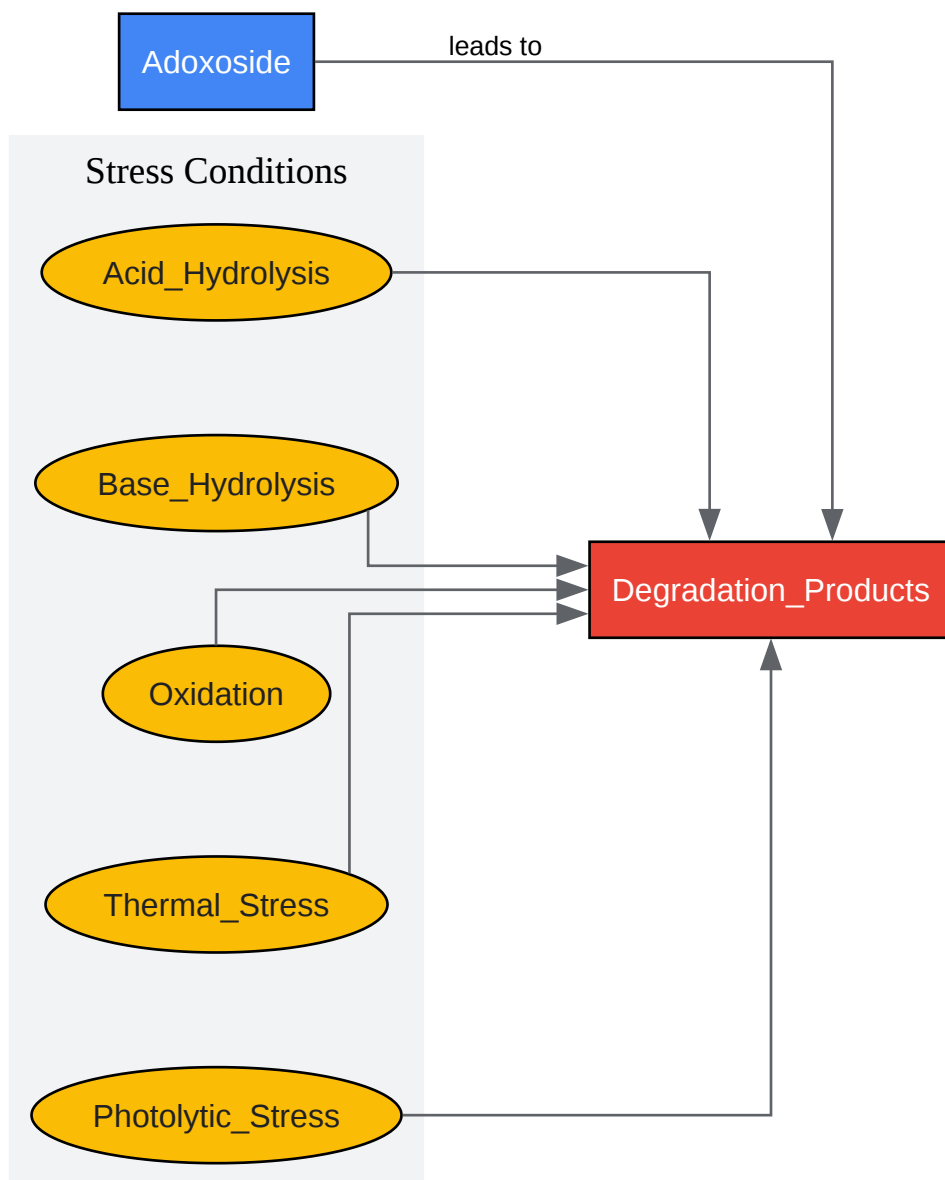 leads to
Adoxoside
Stress Conditions
Acid_Hydrolysis
Base_Hydrolysis
Degradation_Products
Oxidation
Thermal_Stress
Photolytic_Stress